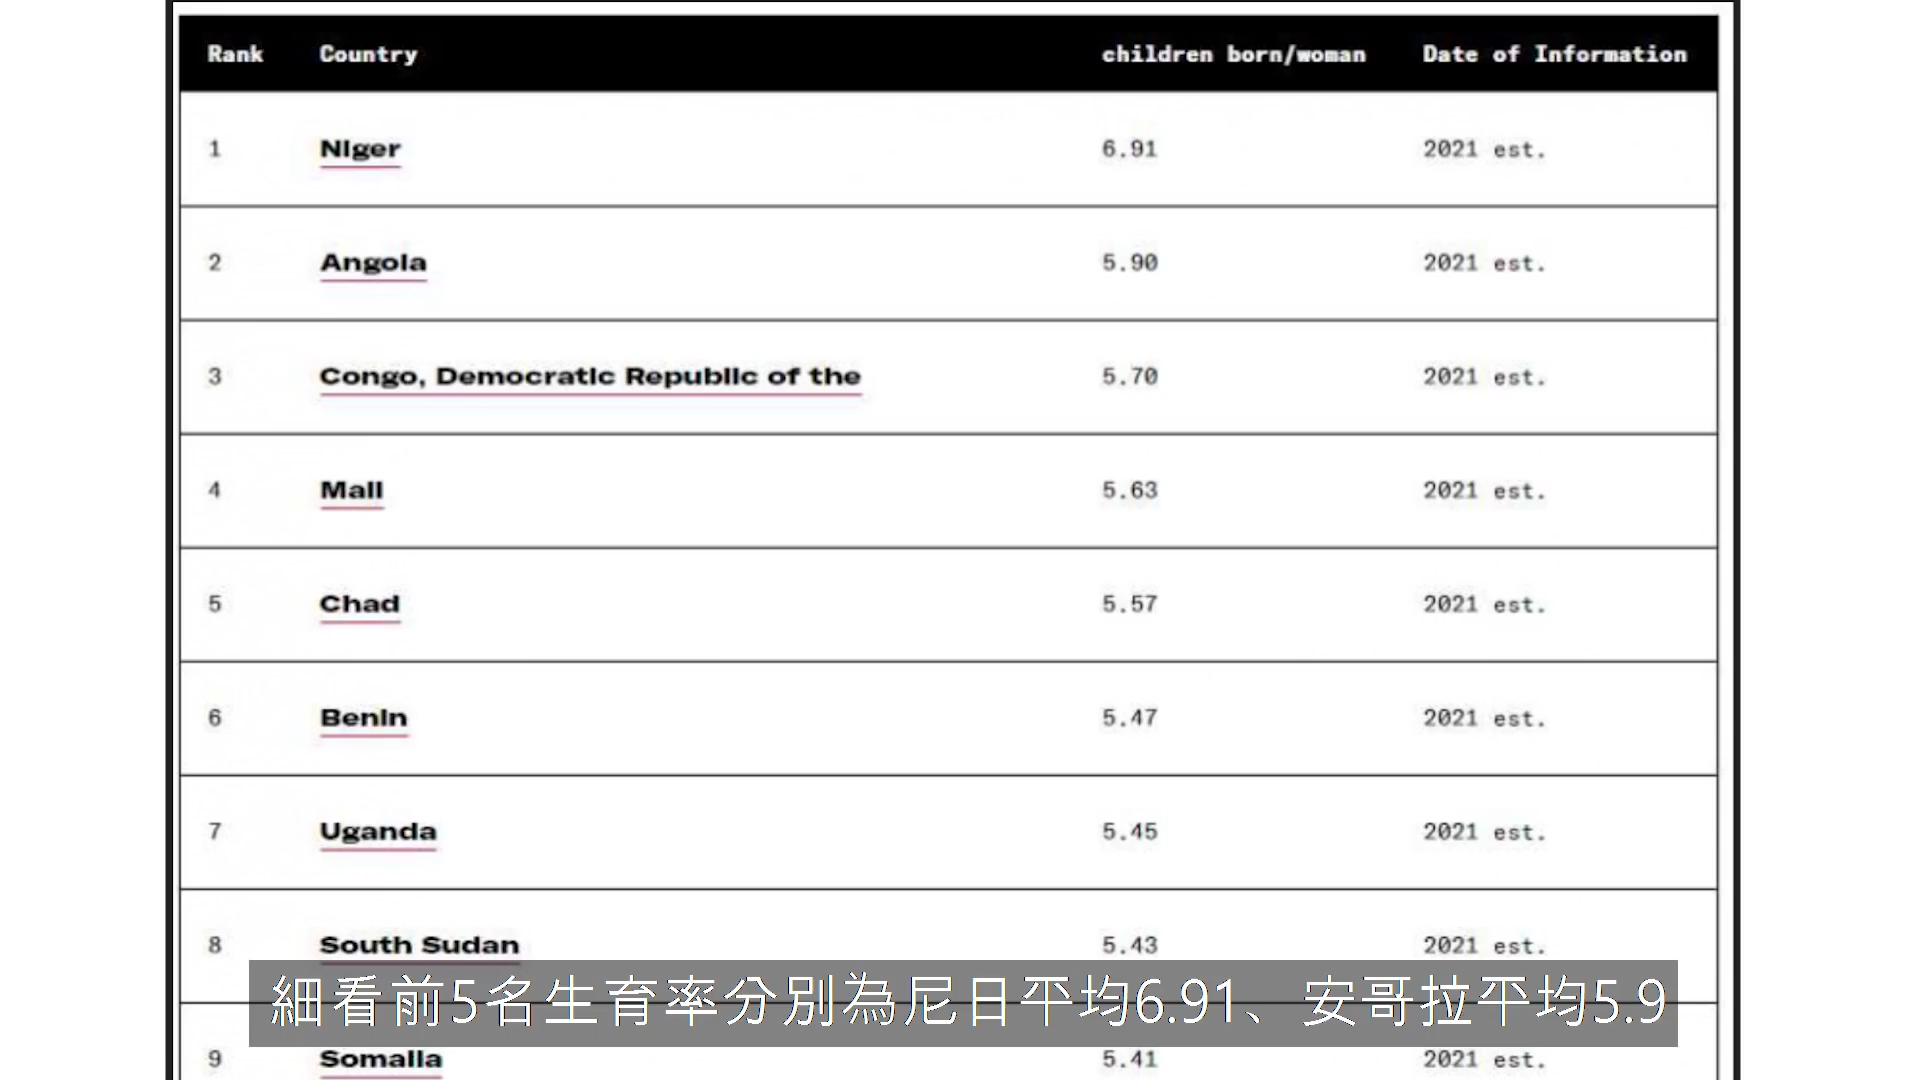 Rank Country children born/woman Date of Information
1 Niger 6.91 2021 est.
2 Angola 5.90 2021 est.
3 Congo, Democratic Republic of the 5.70 2021 est.
4 Mali 5.63 2021 est.
5 Chad 5.57 2021 est.
6 Benin 5.47 2021 est.
7 Uganda 5.45 2021 est.
8 South Sudan 5.43 2021 est.
細看前5名生育率分別為尼日平均6.91、安哥拉平均5.9
9 Somalia 5.41 2021 est.